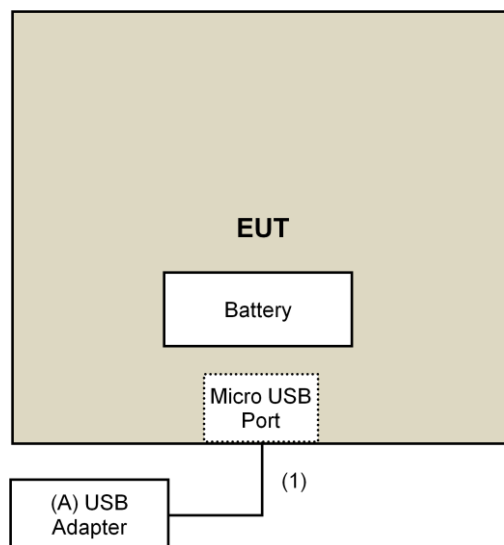 EUT
Battery
Micro USB
Port
(1)
(A) USB
Adapter